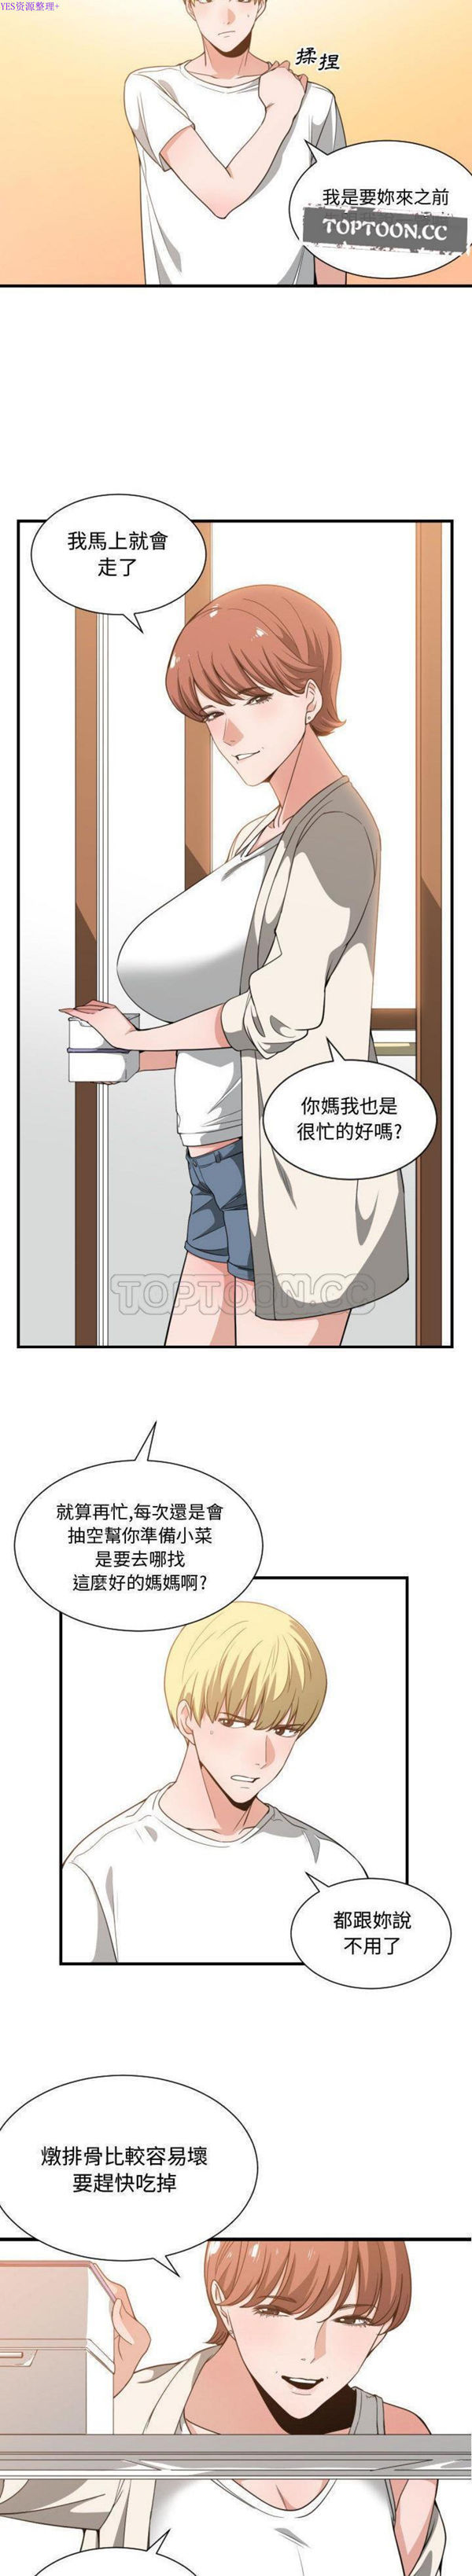 YES资源整理+
揉捏
我是要妳來之前
TOPTOON.CC
我馬上就會
走了
你媽我也是
很忙的好嗎?
TOPTOON.CC
就算再忙,每次還是會
抽空幫你準備小菜
是要去哪找
這麼好的媽媽啊?
都跟妳說
不用了
燉排骨比較容易壞
要趕快吃掉